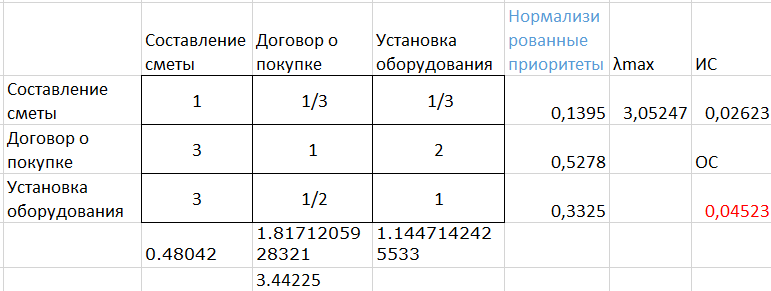 Составление сметы Договор о покупке Установка оборудования Нормализированные приоритеты λmax ИС
Составление сметы 1 1/3 1/3 0,1395 3,05247 0,02623
Договор о покупке 3 1 2 0,5278 ОС
Установка оборудования 3 1/2 1 0,3325 0,04523
0.48042 1.8171205928321 1.1447142425533
3.44225